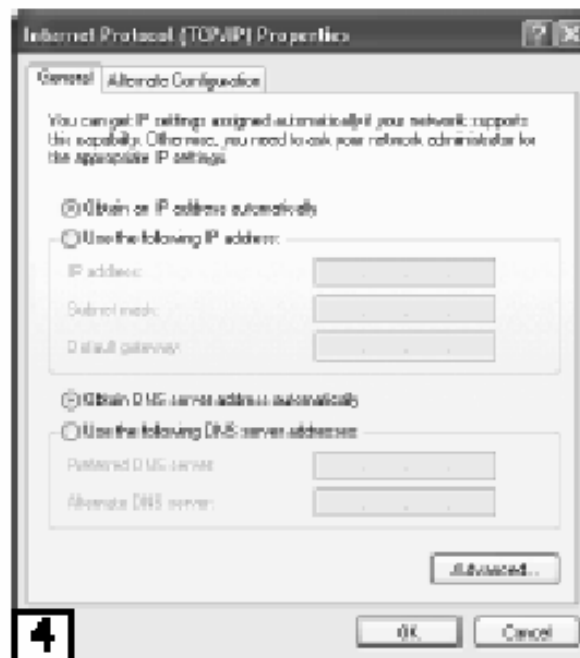 Internet Protocol (TCP/IP) Properties
General
Alternate Configuration
You can get IP settings assigned automatically if your network supports
this capability. Otherwise, you need to ask your network administrator for
the appropriate IP settings.
Obtain an IP address automatically
Use the following IP address:
IP address:
Subnet mask:
Default gateway:
Obtain DNS server address automatically
Use the following DNS server addresses:
Preferred DNS server:
Alternate DNS server:
Advanced...
OK
Cancel
4